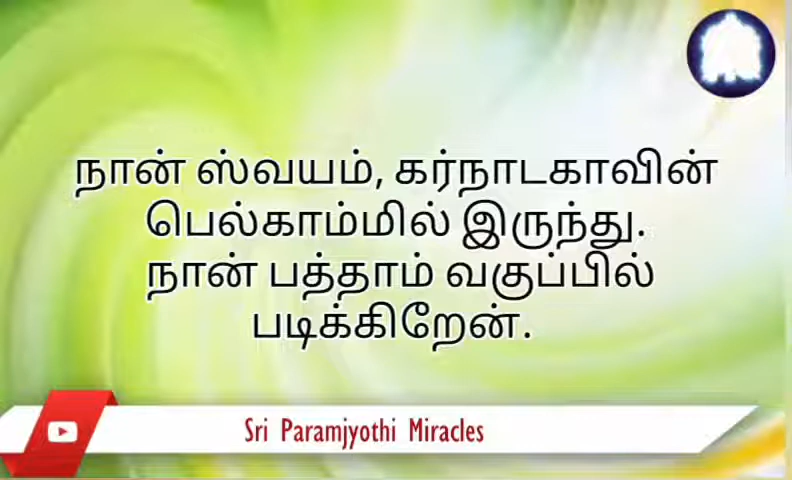 நான் ஸ்வயம், கர்நாடகாவின்
பெல்காம்மில் இருந்து.
நான் பத்தாம் வகுப்பில்
படிக்கிறேன்.
Sri Paramjyothi Miracles